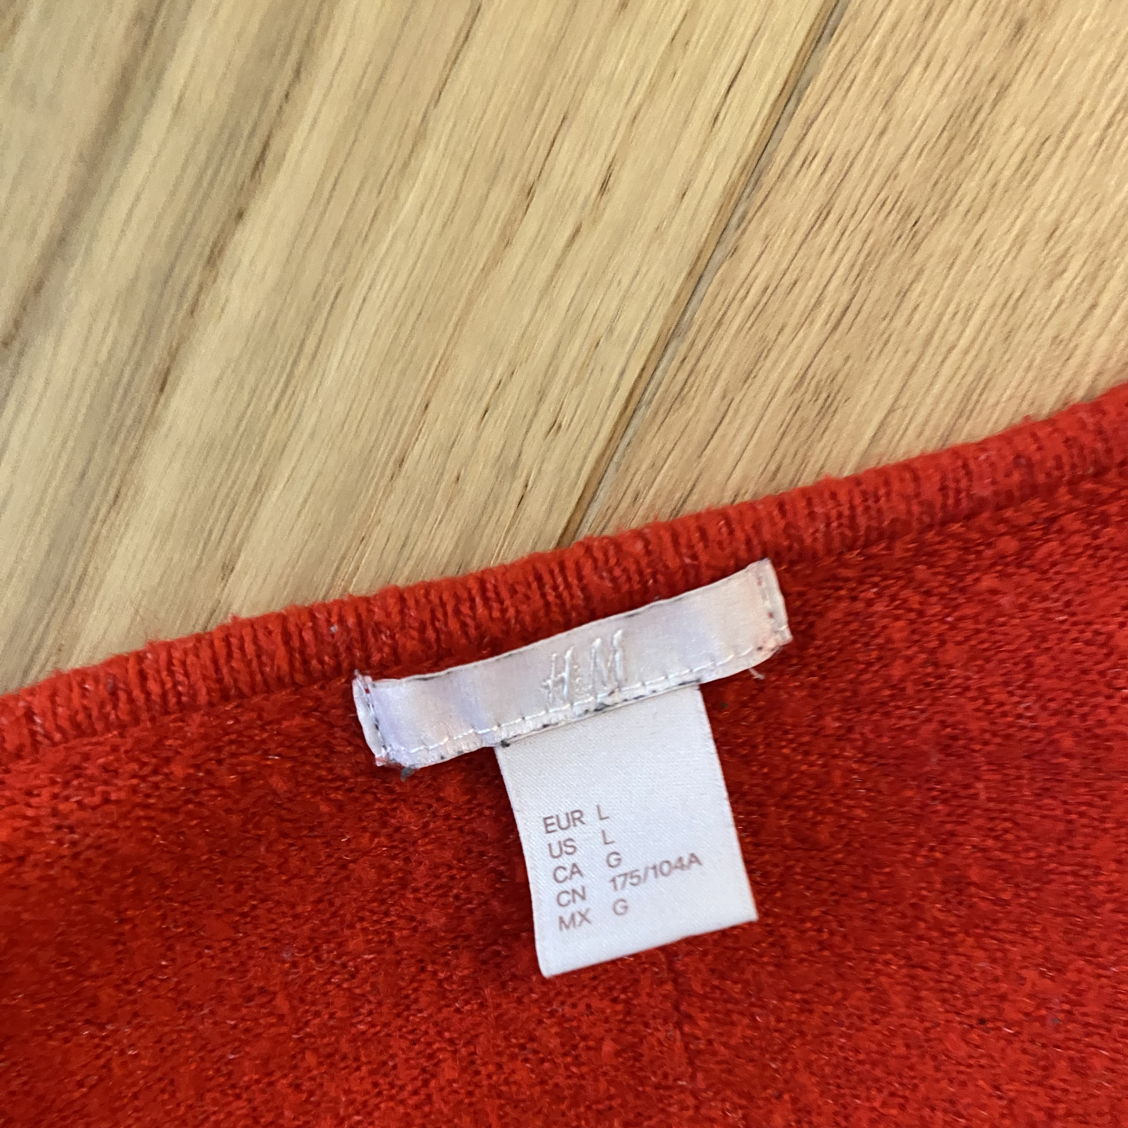 H&M
EUR L
US L
CA G
CN 175/104A
MX G